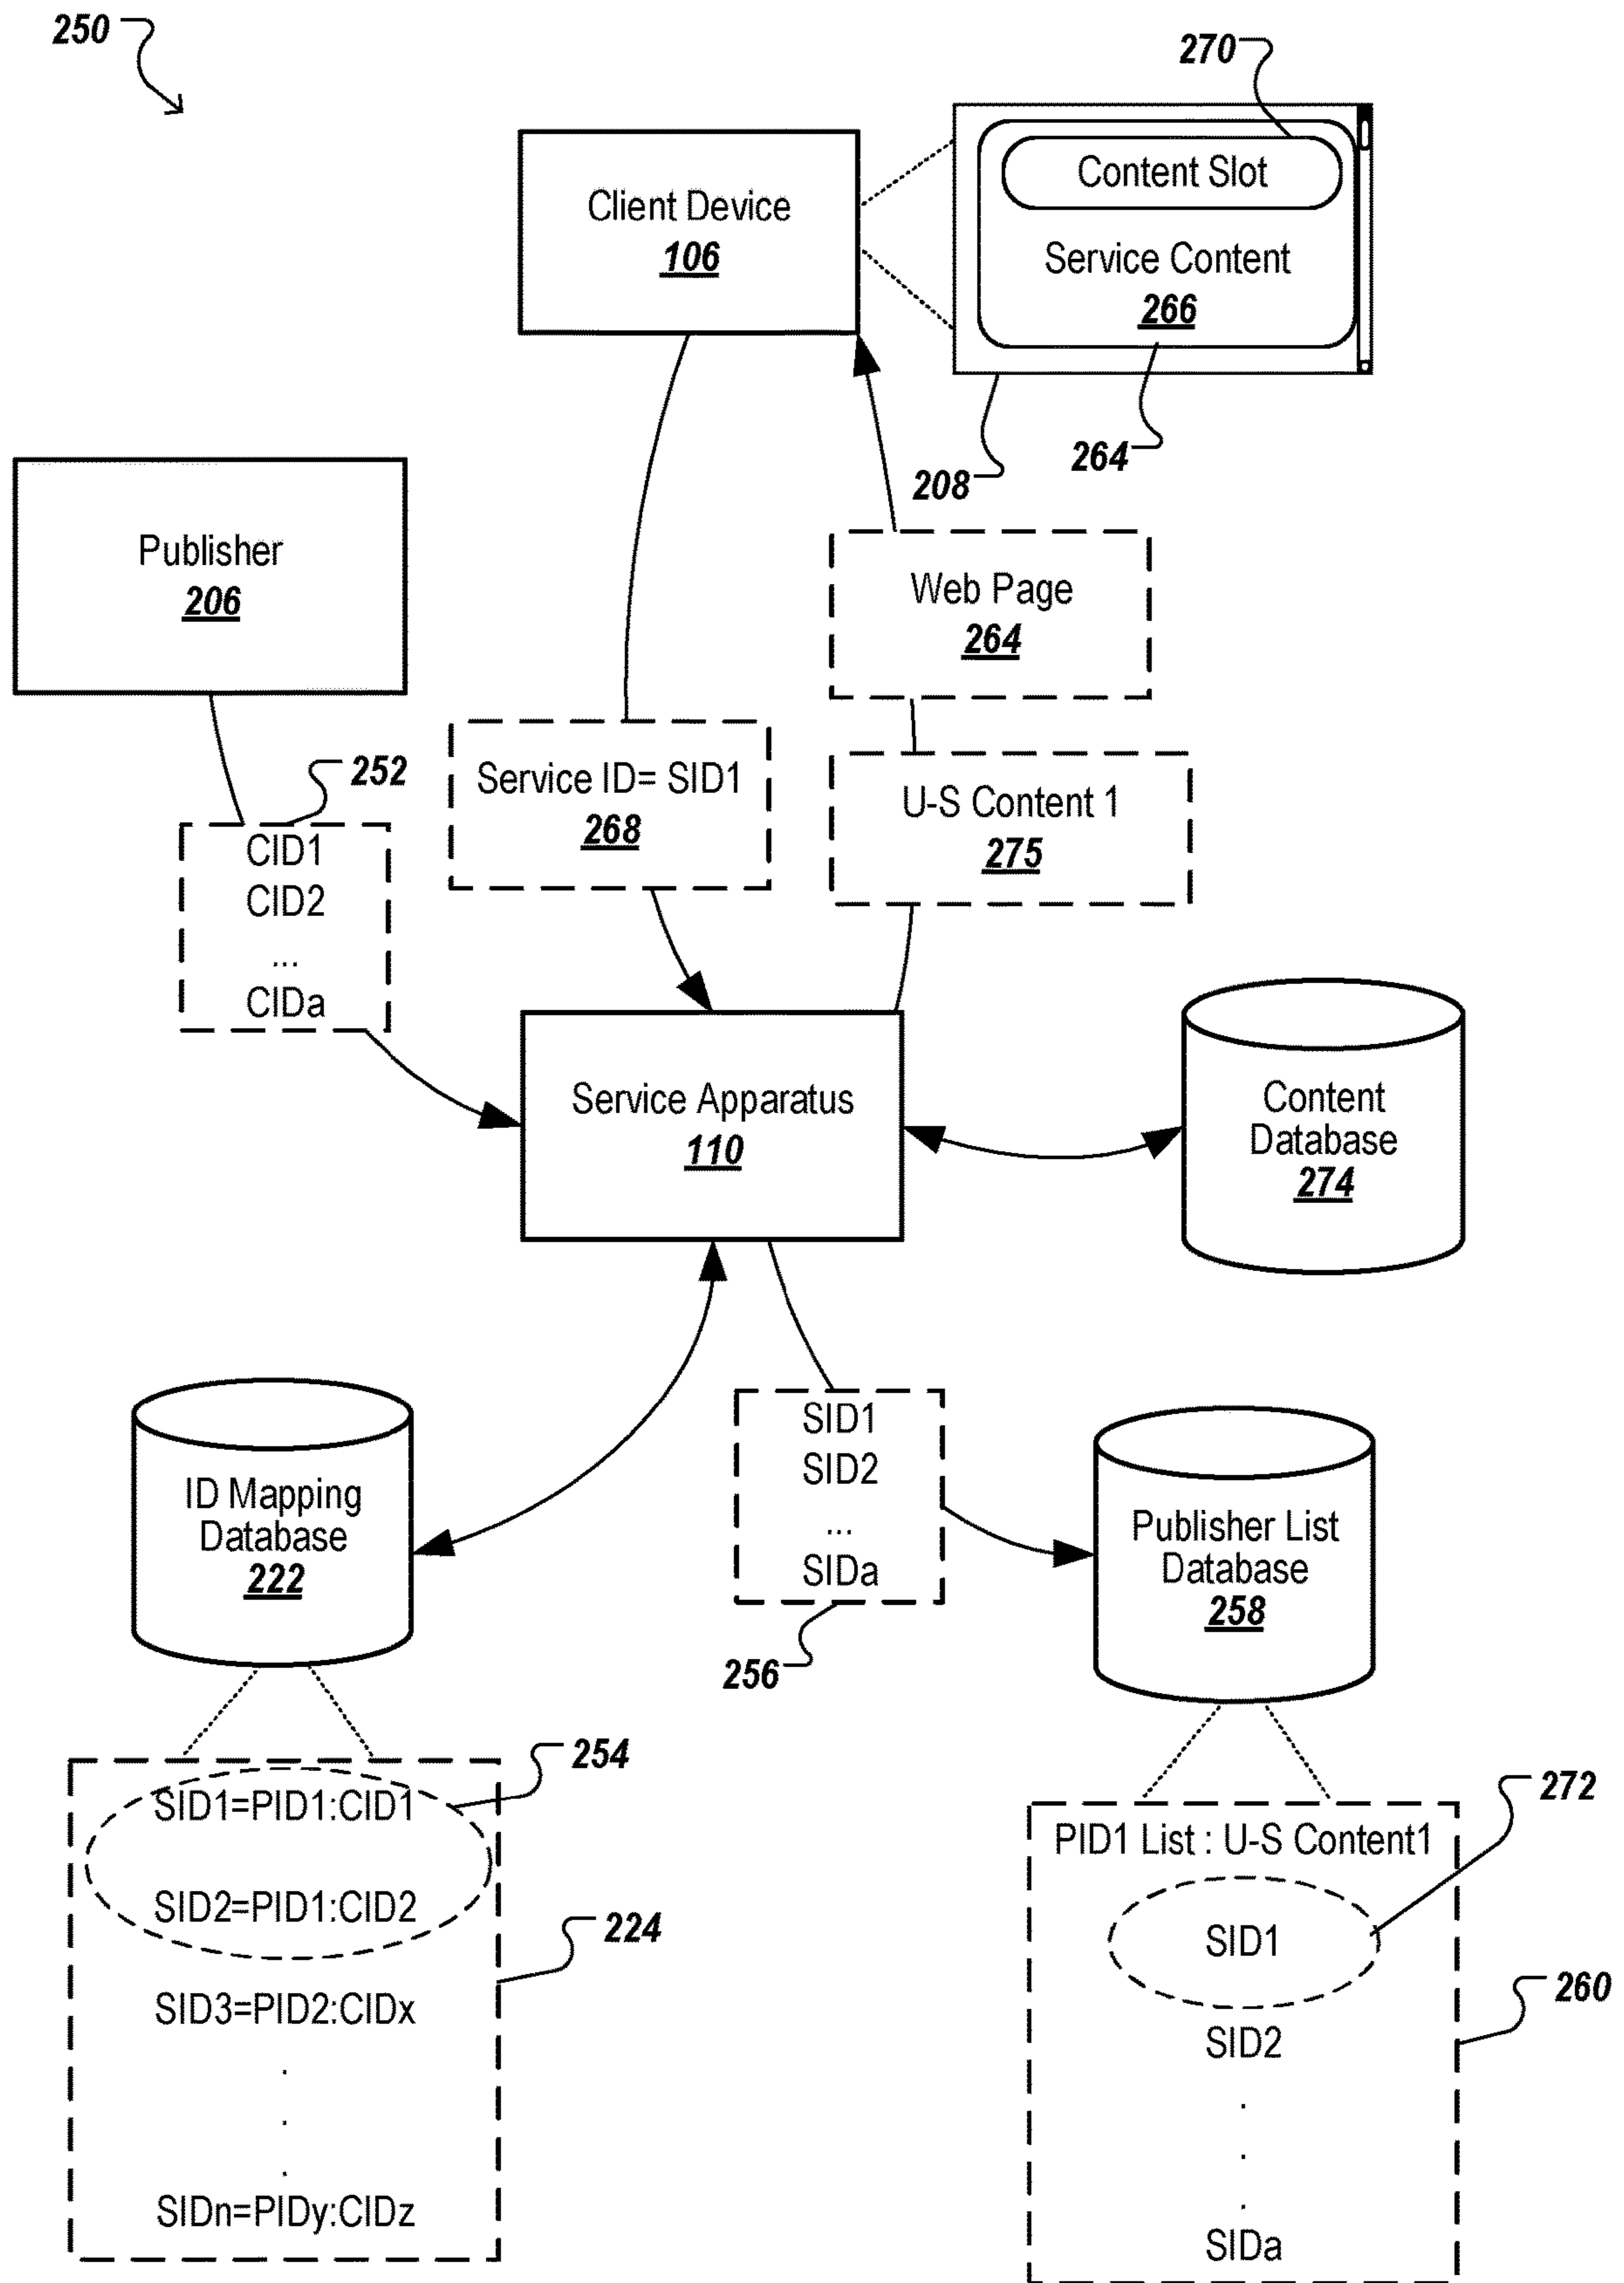 250
270
Content Slot
Service Content
266
Client Device
106
264
208
Publisher
206
Web Page
264
252
Service ID= SID1
268
U-S Content 1
275
CID1
CID2
...
CIDa
Service Apparatus
110
Content
Database
274
SID1
SID2
...
SIDa
256
ID Mapping
Database
222
Publisher List
Database
258
254
SID1=PID1:CID1
SID2=PID1:CID2
224
SID3=PID2:CIDx
.
.
.
SIDn=PIDy:CIDz
272
PID1 List : U-S Content1
SID1
260
SID2
.
.
.
SIDa